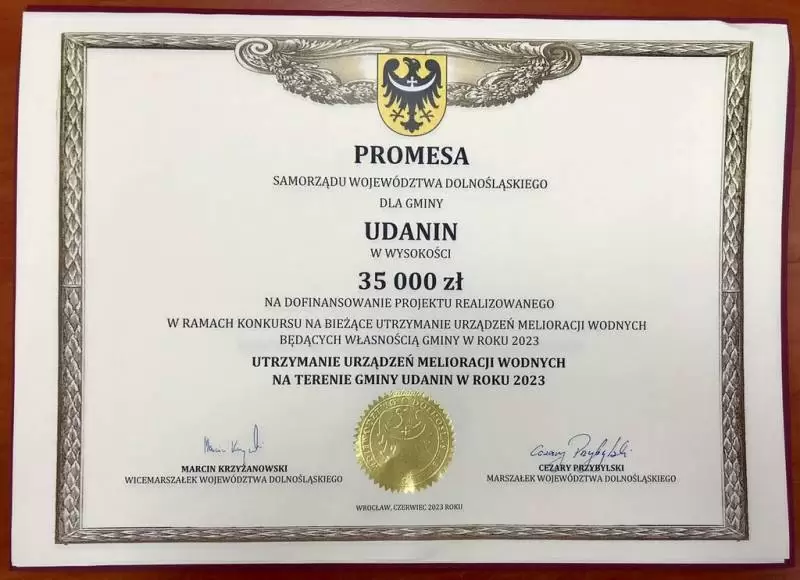 PROMESA
SAMORZĄDU WOJEWÓDZTWA DOLNOŚLĄSKIEGO
DLA GMINY
UDANIN
W WYSOKOŚCI
35 000 zł
NA DOFINANSOWANIE PROJEKTU REALIZOWANEGO
W RAMACH KONKURSU NA BIEŻĄCE UTRZYMANIE URZĄDZEŃ MELIORACJI WODNYCH
BĘDĄCYCH WŁASNOŚCIĄ GMINY W ROKU 2023
UTRZYMANIE URZĄDZEŃ MELIORACJI WODNYCH
NA TERENIE GMINY UDANIN W ROKU 2023
MARCIN KRZYŻANOWSKI
WICEMARSZAŁEK WOJEWÓDZTWA DOLNOŚLĄSKIEGO
Cezary Przybylski
CEZARY PRZYBYLSKI
MARSZAŁEK WOJEWÓDZTWA DOLNOŚLĄSKIEGO
WROCŁAW, CZERWIEC 2023 ROKU